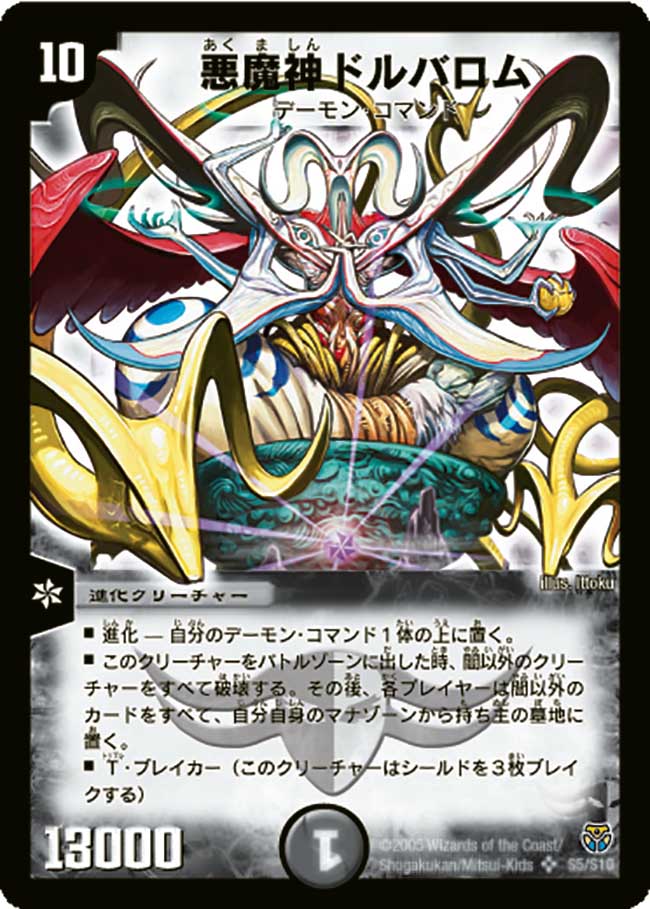 10
あくましん
悪魔神ドルバロム
デーモン・コマンド
illus. Ittoku
進化クリーチャー
■ 進化 — 自分のデーモン・コマンド1体の上に置く。
■ このクリーチャーをバトルゾーンに出した時、闇以外のクリー
チャーをすべて破壊する。その後、各プレイヤーは闇以外の
カードをすべて、自分自身のマナゾーンから持ち主の墓地に
置く。
■ T・ブレイカー（このクリーチャーはシールドを3枚ブレイ
クする）
13000
1
©2005 Wizards of the Coast/
Shogakukan/Mitsui-Kids S5/S10